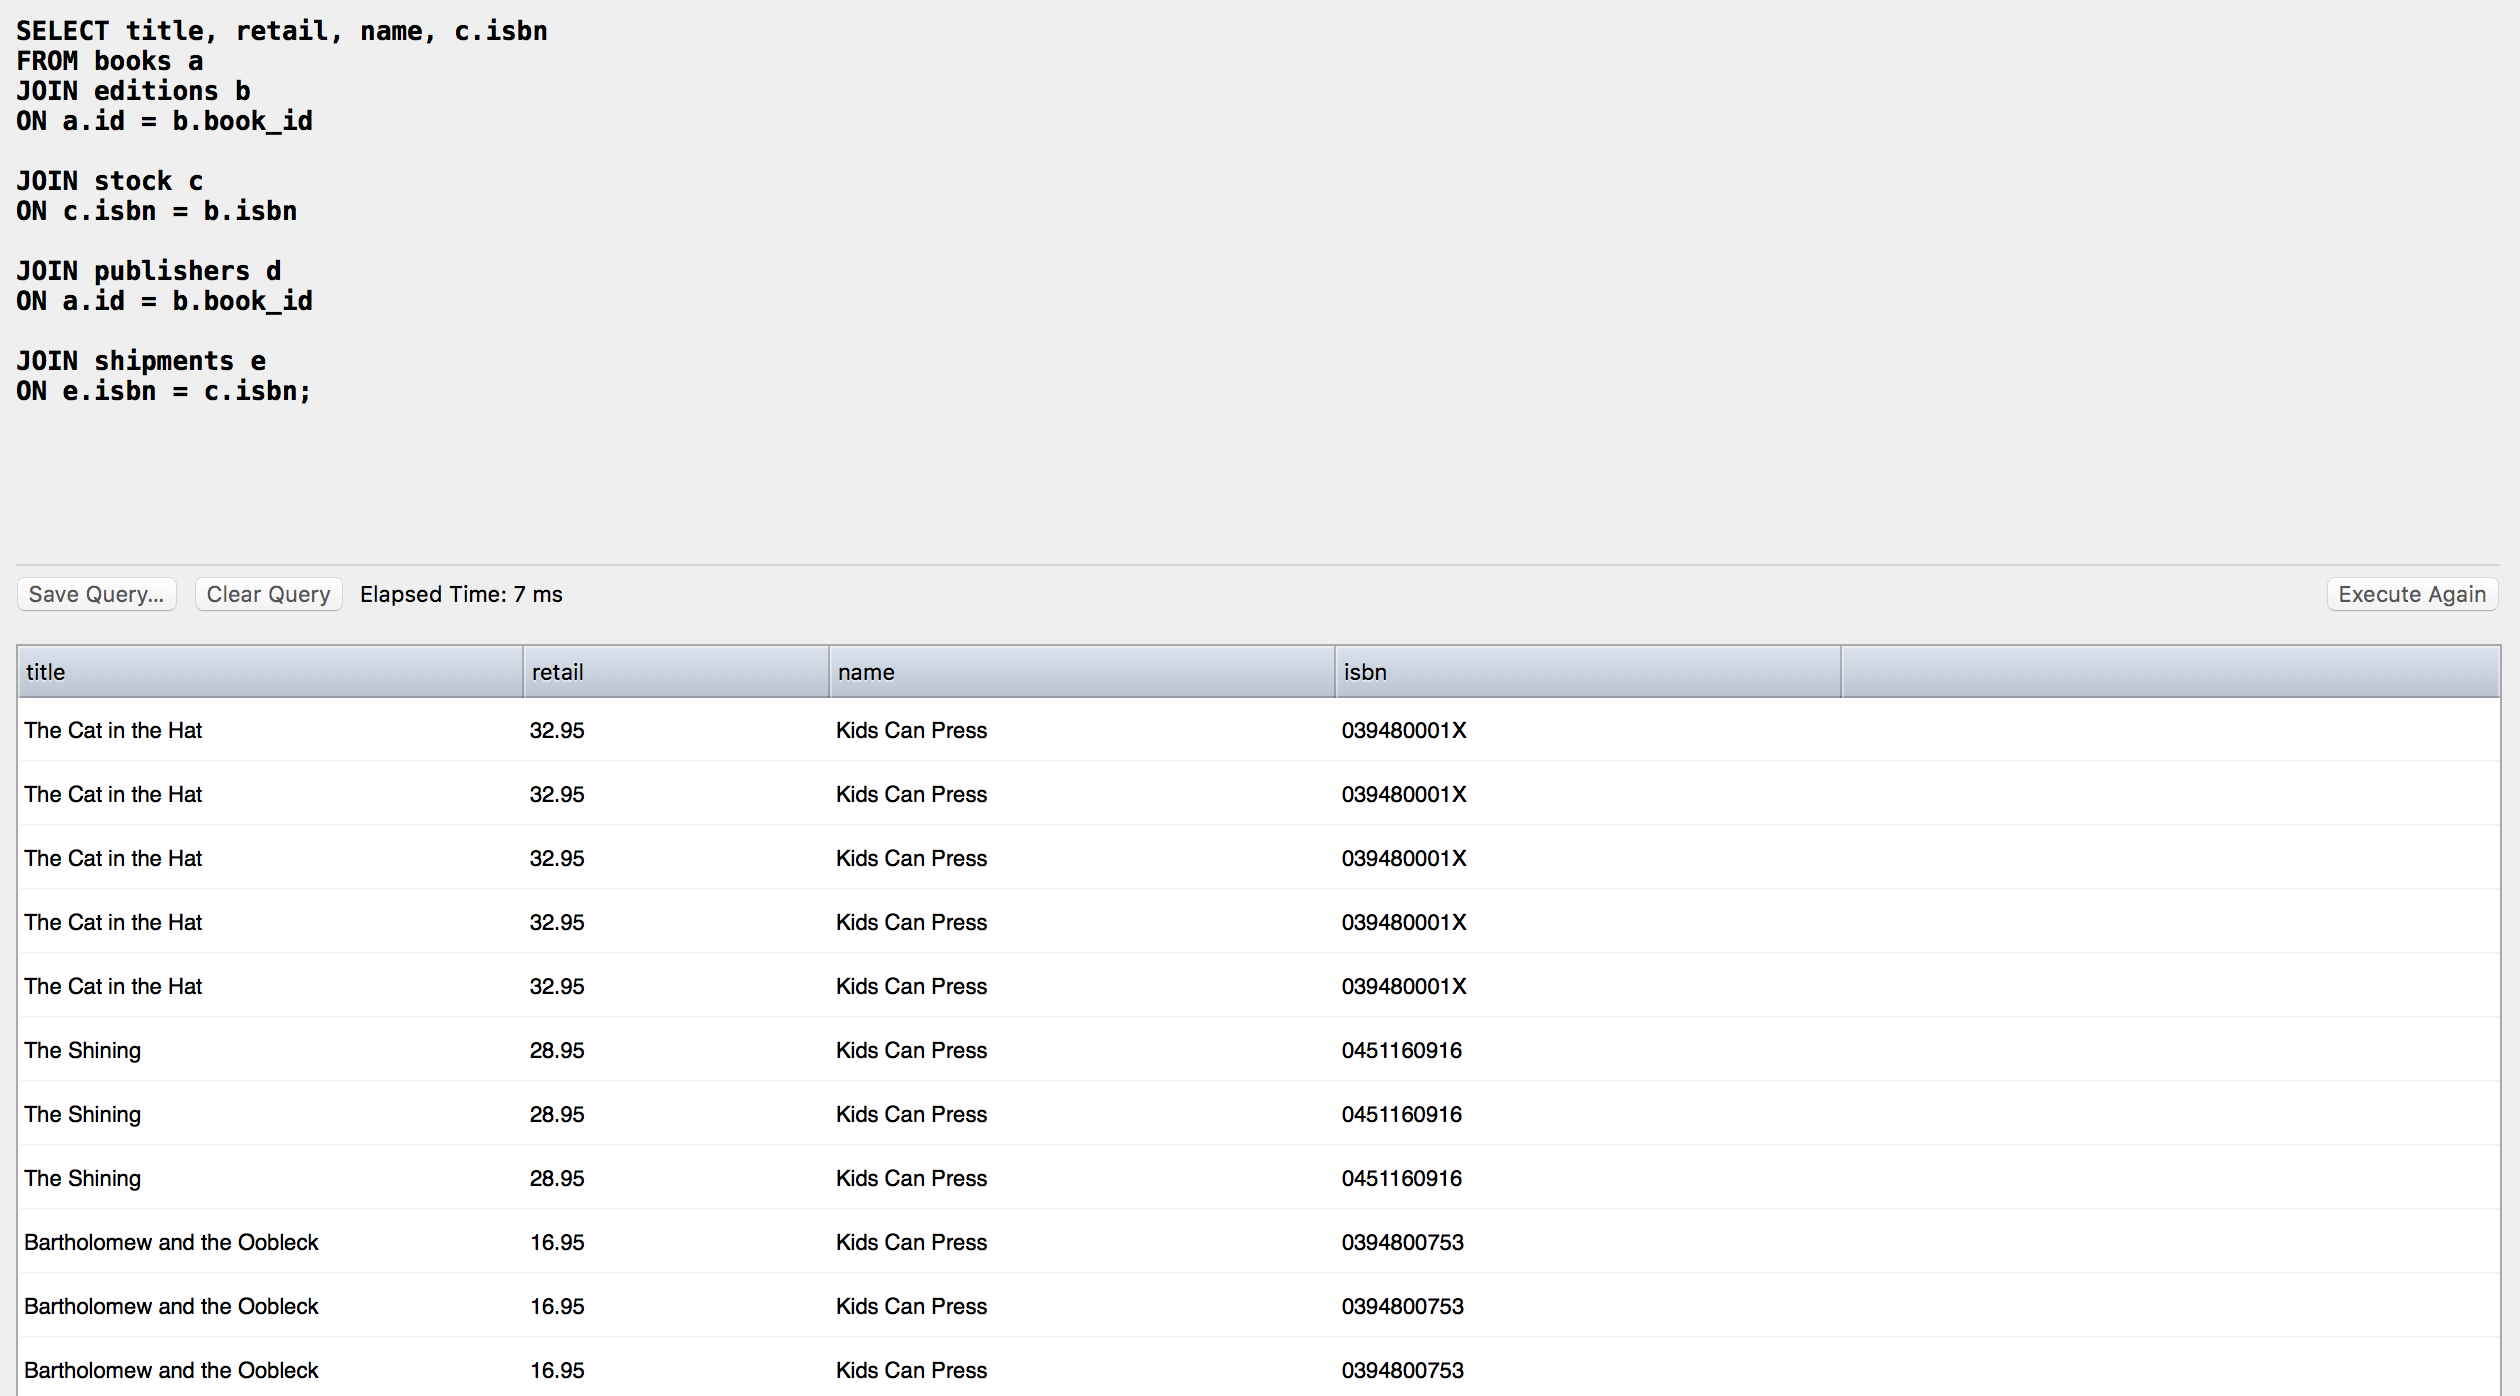 SELECT title, retail, name, c.isbn
FROM books a
JOIN editions b
ON a.id = b.book_id
JOIN stock c
ON c.isbn = b.isbn
JOIN publishers d
ON a.id = b.book_id
JOIN shipments e
ON e.isbn = c.isbn;
Save Query... Clear Query Elapsed Time: 7 ms Execute Again
title retail name isbn
The Cat in the Hat 32.95 Kids Can Press 039480001X
The Cat in the Hat 32.95 Kids Can Press 039480001X
The Cat in the Hat 32.95 Kids Can Press 039480001X
The Cat in the Hat 32.95 Kids Can Press 039480001X
The Cat in the Hat 32.95 Kids Can Press 039480001X
The Shining 28.95 Kids Can Press 0451160916
The Shining 28.95 Kids Can Press 0451160916
The Shining 28.95 Kids Can Press 0451160916
Bartholomew and the Oobleck 16.95 Kids Can Press 0394800753
Bartholomew and the Oobleck 16.95 Kids Can Press 0394800753
Bartholomew and the Oobleck 16.95 Kids Can Press 0394800753